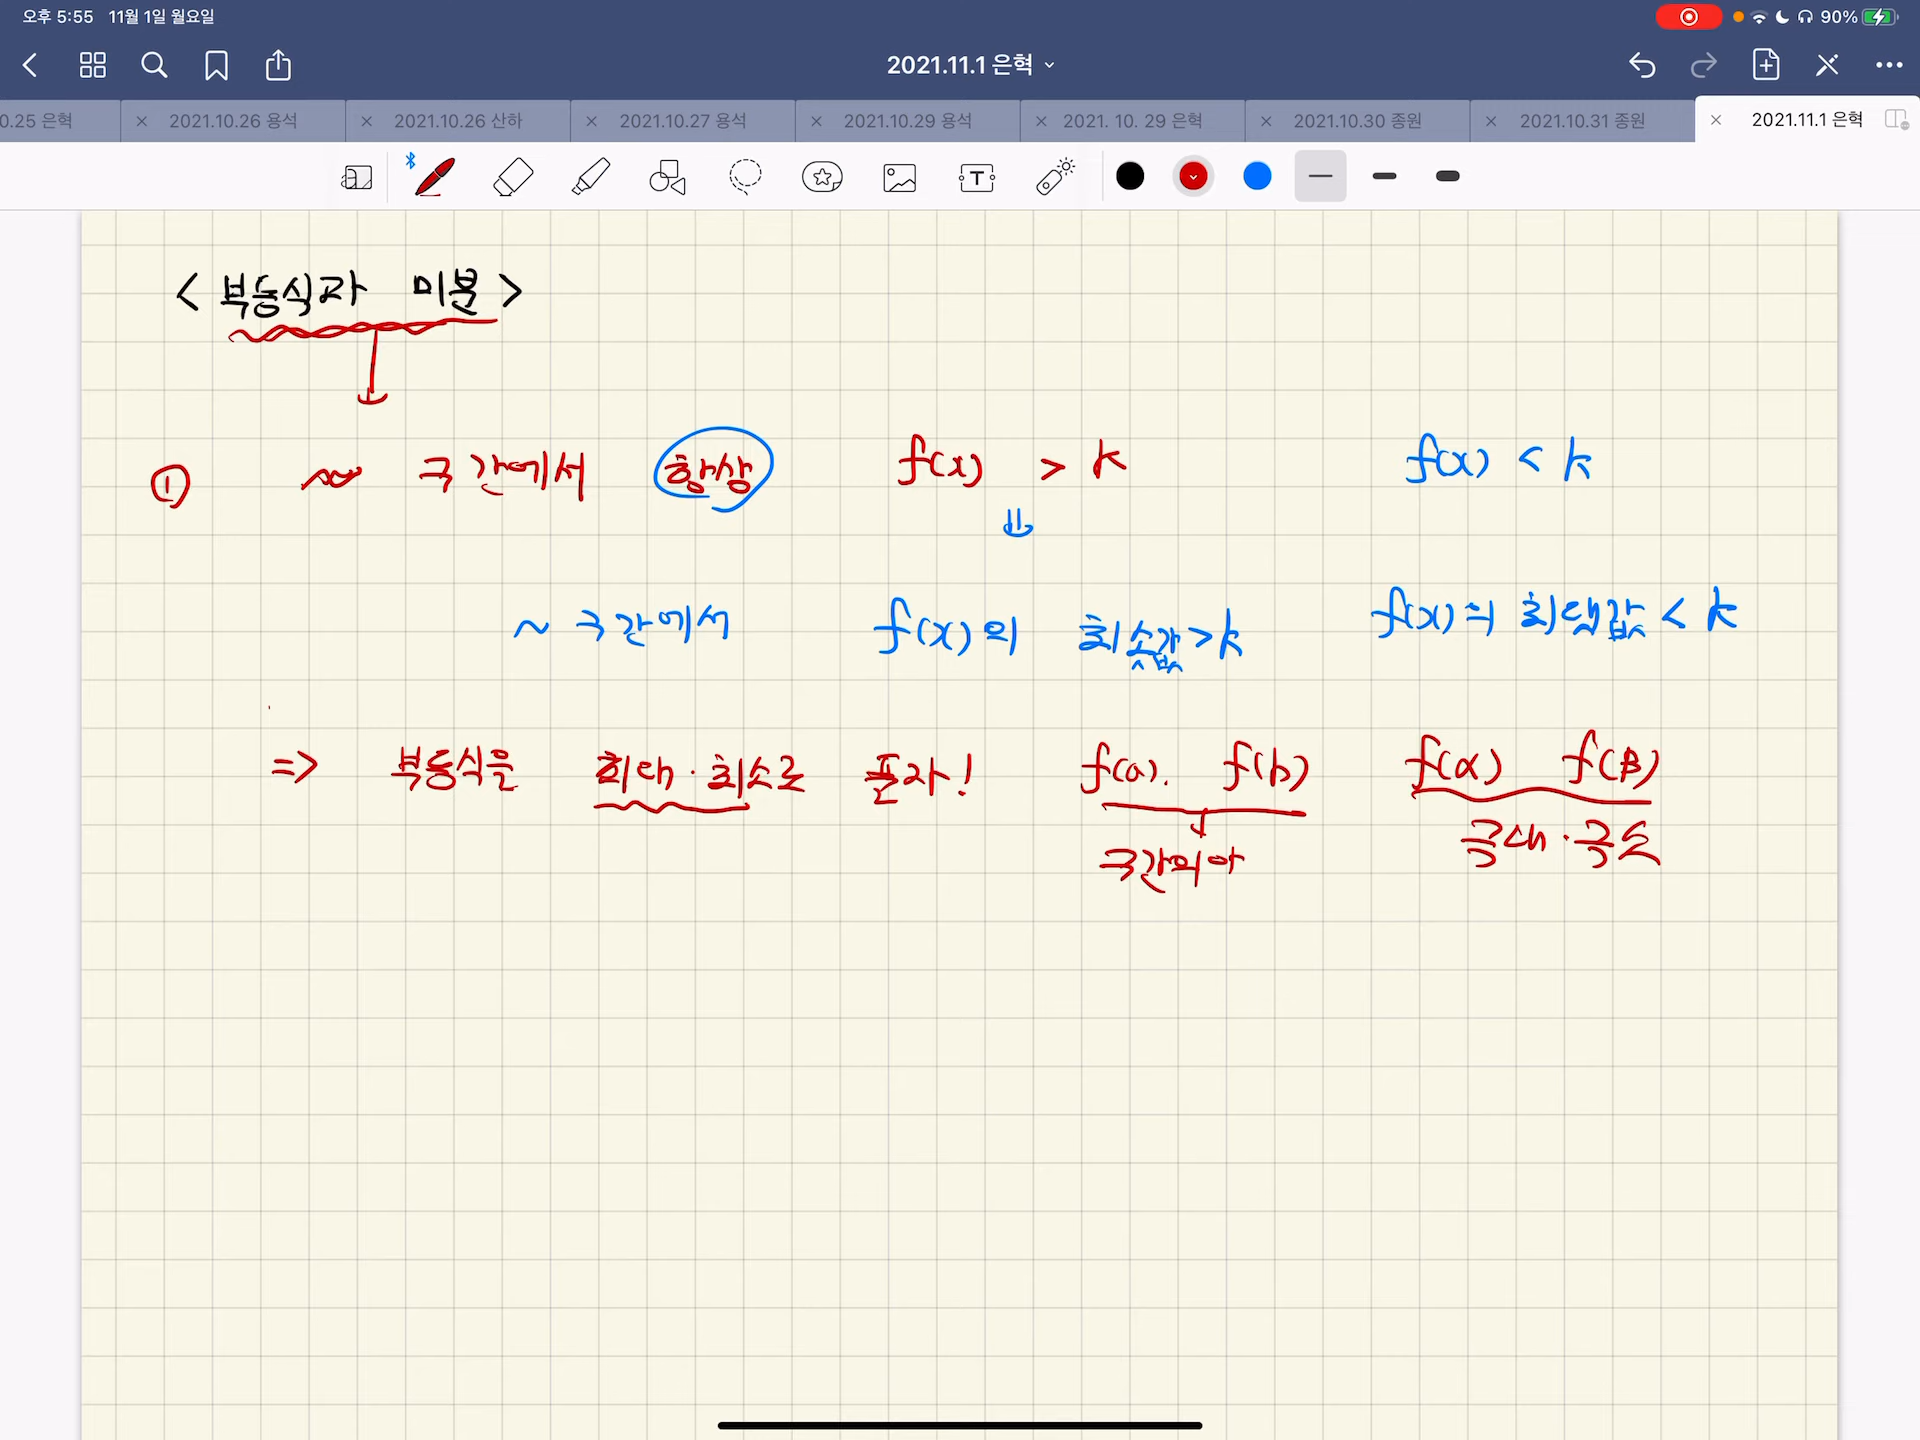 오후 5:55 11월 1일 월요일 90%
2021.11.1 은혁
0.25 은혁 2021.10.26 용석 2021.10.26 산하 2021.10.27 용석 2021.10.29 용석 2021. 10. 29 은혁 2021.10.30 종원 2021.10.31 종원 2021.11.1 은혁
< 부등식과 미분 >
① ~ 구간에서 항상 f(x) > k f(x) < k
⇓
~ 구간에서 f(x)의 최솟값 > k f(x)의 최댓값 < k
=> 부등식을 최대·최소로 풀자! f(a). f(b) f(α) f(β)
구간의 극대·극소